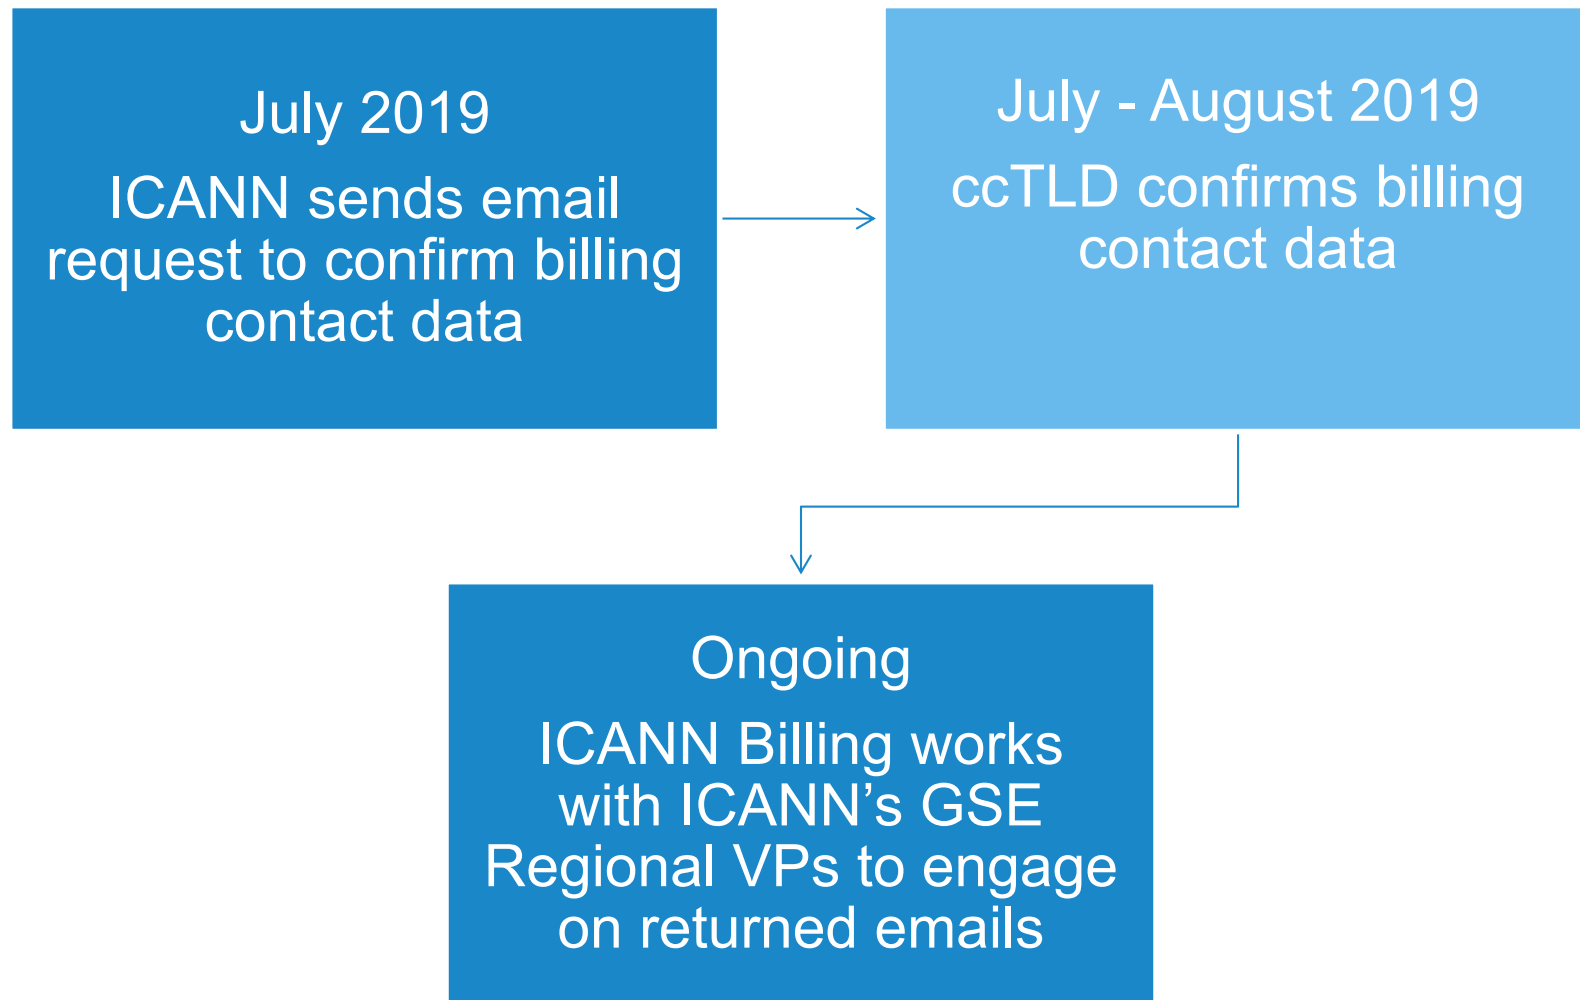 July 2019
ICANN sends email
request to confirm billing
contact data
July - August 2019
ccTLD confirms billing
contact data
Ongoing
ICANN Billing works
with ICANN’s GSE
Regional VPs to engage
on returned emails